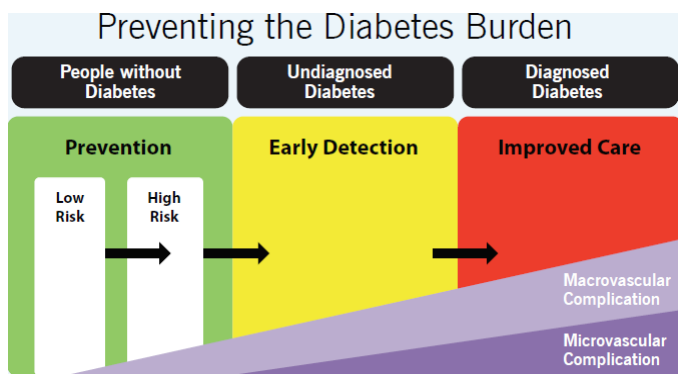 Preventing the Diabetes Burden
People without
Diabetes
Undiagnosed
Diabetes
Diagnosed
Diabetes
Prevention
Early Detection
Improved Care
Low
Risk
High
Risk
Macrovascular
Complication
Microvascular
Complication